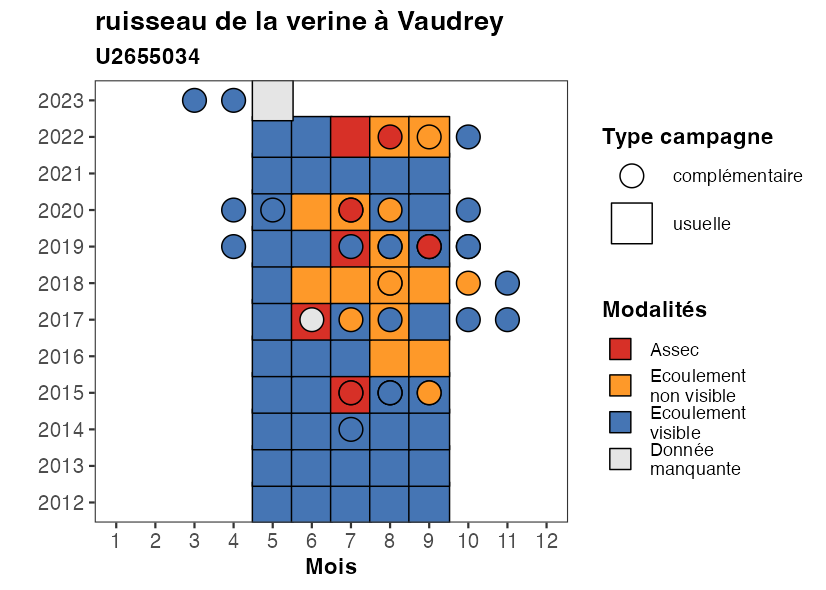 ruisseau de la verine à Vaudrey
U2655034
2023
2022
2021
2020
2019
2018
2017
2016
2015
2014
2013
2012
1 2 3 4 5 6 7 8 9 10 11 12
Mois
Type campagne
complémentaire
usuelle
Modalités
Assec
Ecoulement
non visible
Ecoulement
visible
Donnée
manquante